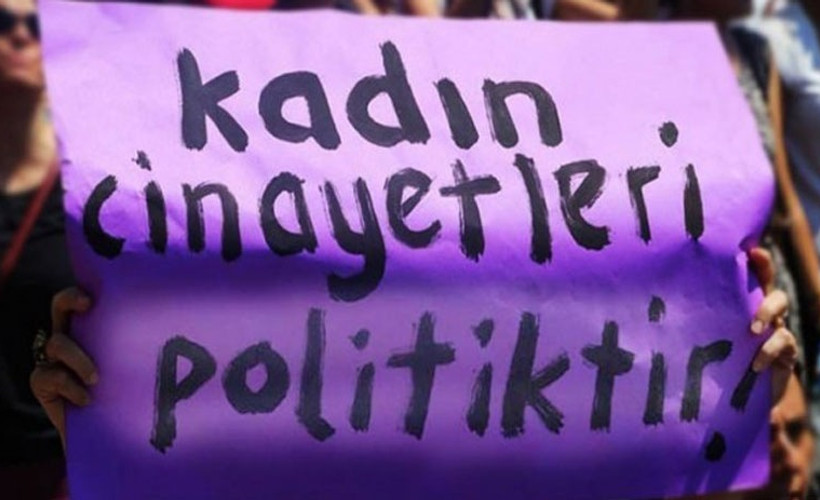 kadın
cinayetleri
politiktir!